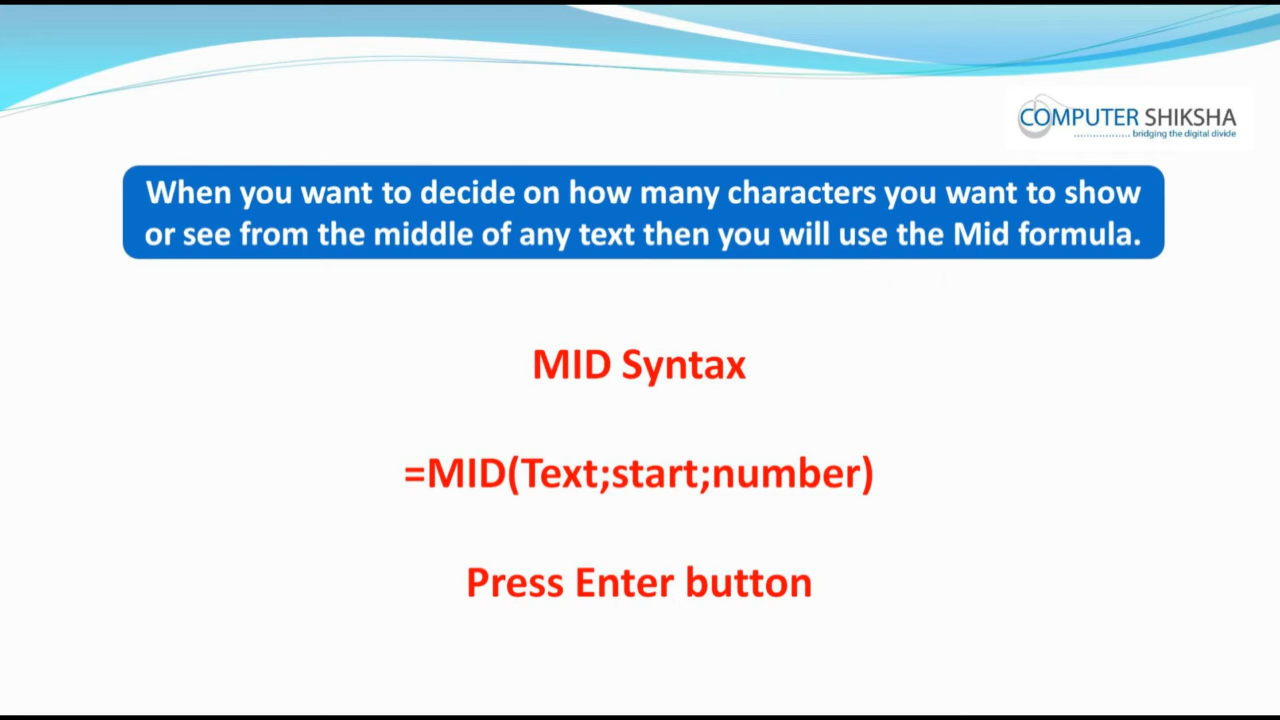 COMPUTER SHIKSHA
bridging the digital divide
When you want to decide on how many characters you want to show
or see from the middle of any text then you will use the Mid formula.
MID Syntax
=MID(Text;start;number)
Press Enter button